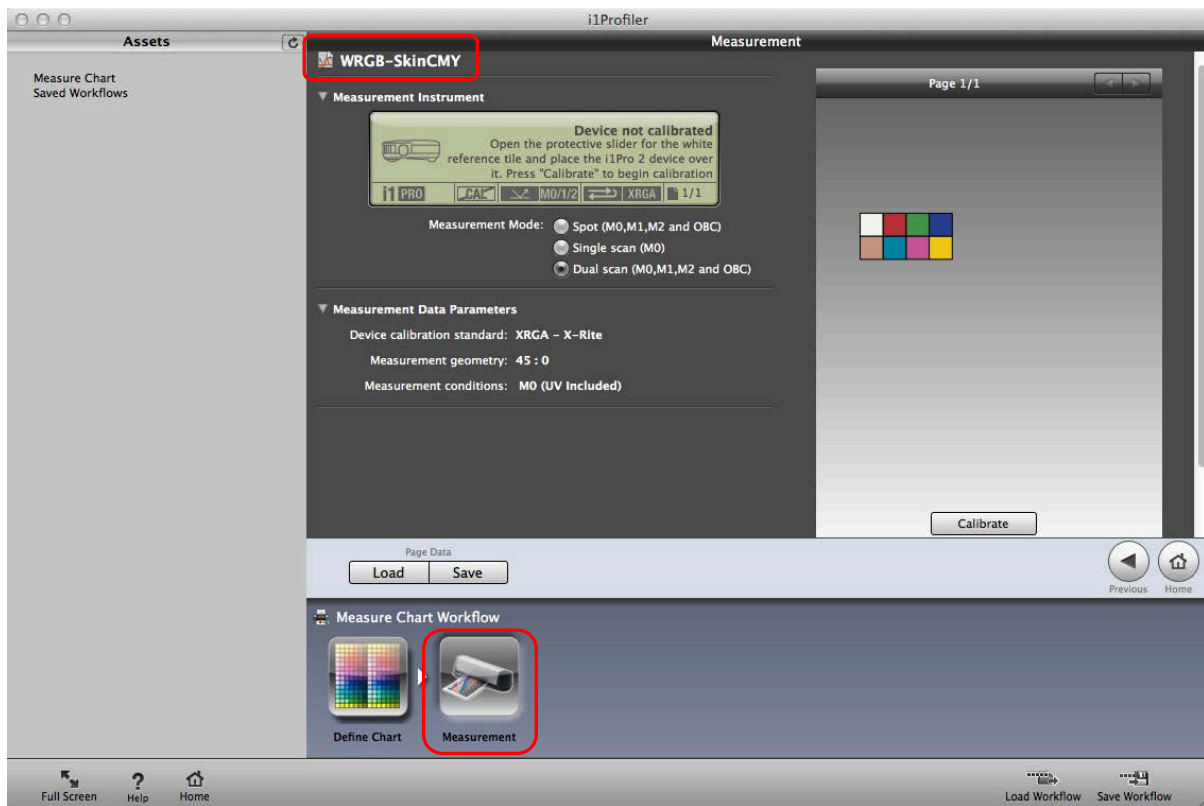 i1Profiler
Assets
Measurement
Measure Chart
Saved Workflows
WRGB-SkinCMY
Measurement Instrument
Device not calibrated
Open the protective slider for the white
reference tile and place the i1Pro 2 device over
it. Press "Calibrate" to begin calibration
i1 PRO CAL M0/1/2 XRGA 1/1
Measurement Mode: Spot (M0,M1,M2 and OBC)
Single scan (M0)
Dual scan (M0,M1,M2 and OBC)
Measurement Data Parameters
Device calibration standard: XRGA - X-Rite
Measurement geometry: 45 : 0
Measurement conditions: M0 (UV Included)
Page 1/1
Calibrate
Page Data
Load Save
Previous Home
Measure Chart Workflow
Define Chart Measurement
Full Screen Help Home
Load Workflow Save Workflow